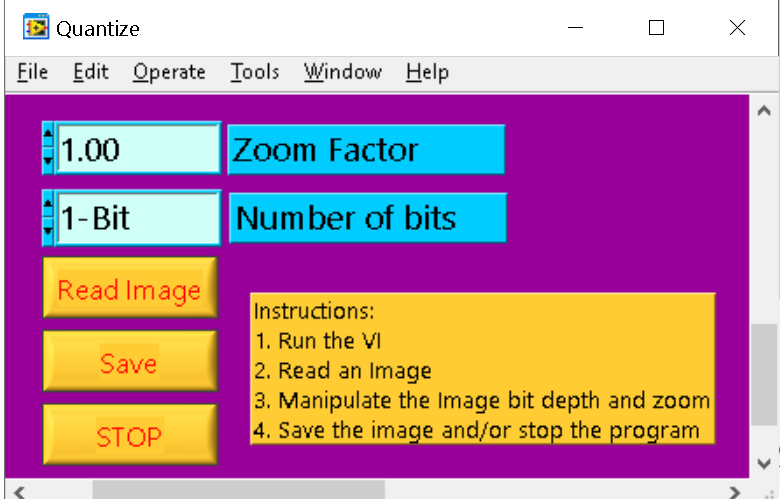 Quantize
File Edit Operate Tools Window Help
1.00 Zoom Factor
1-Bit Number of bits
Read Image
Save
STOP
Instructions:
1. Run the VI
2. Read an Image
3. Manipulate the Image bit depth and zoom
4. Save the image and/or stop the program